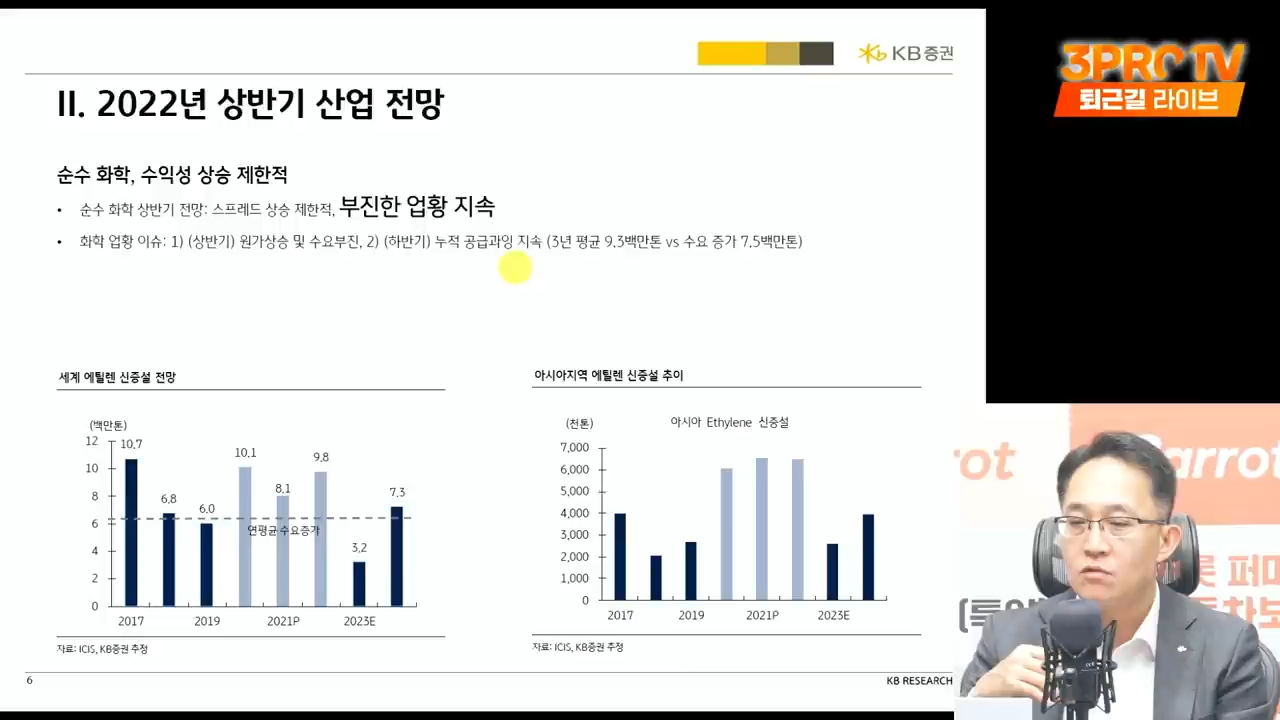 KB증권
3PRO TV
퇴근길 라이브
II. 2022년 상반기 산업 전망
순수 화학, 수익성 상승 제한적
• 순수 화학 상반기 전망: 스프레드 상승 제한적, 부진한 업황 지속
• 화학 업황 이슈: 1) (상반기) 원가상승 및 수요부진, 2) (하반기) 누적 공급과잉 지속 (3년 평균 9.3백만톤 vs 수요 증가 7.5백만톤)
세계 에틸렌 신증설 전망
(백만톤)
12
10
8
6
4
2
0
10.7
6.8
6.0
10.1
8.1
9.8
3.2
7.3
연평균 수요증가
2017 2019 2021P 2023E
자료: ICIS, KB증권 추정
아시아지역 에틸렌 신증설 추이
(천톤)
아시아 Ethylene 신증설
7,000
6,000
5,000
4,000
3,000
2,000
1,000
0
2017 2019 2021P 2023E
자료: ICIS, KB증권 추정
6
KB RESEARCH
rot
arrot